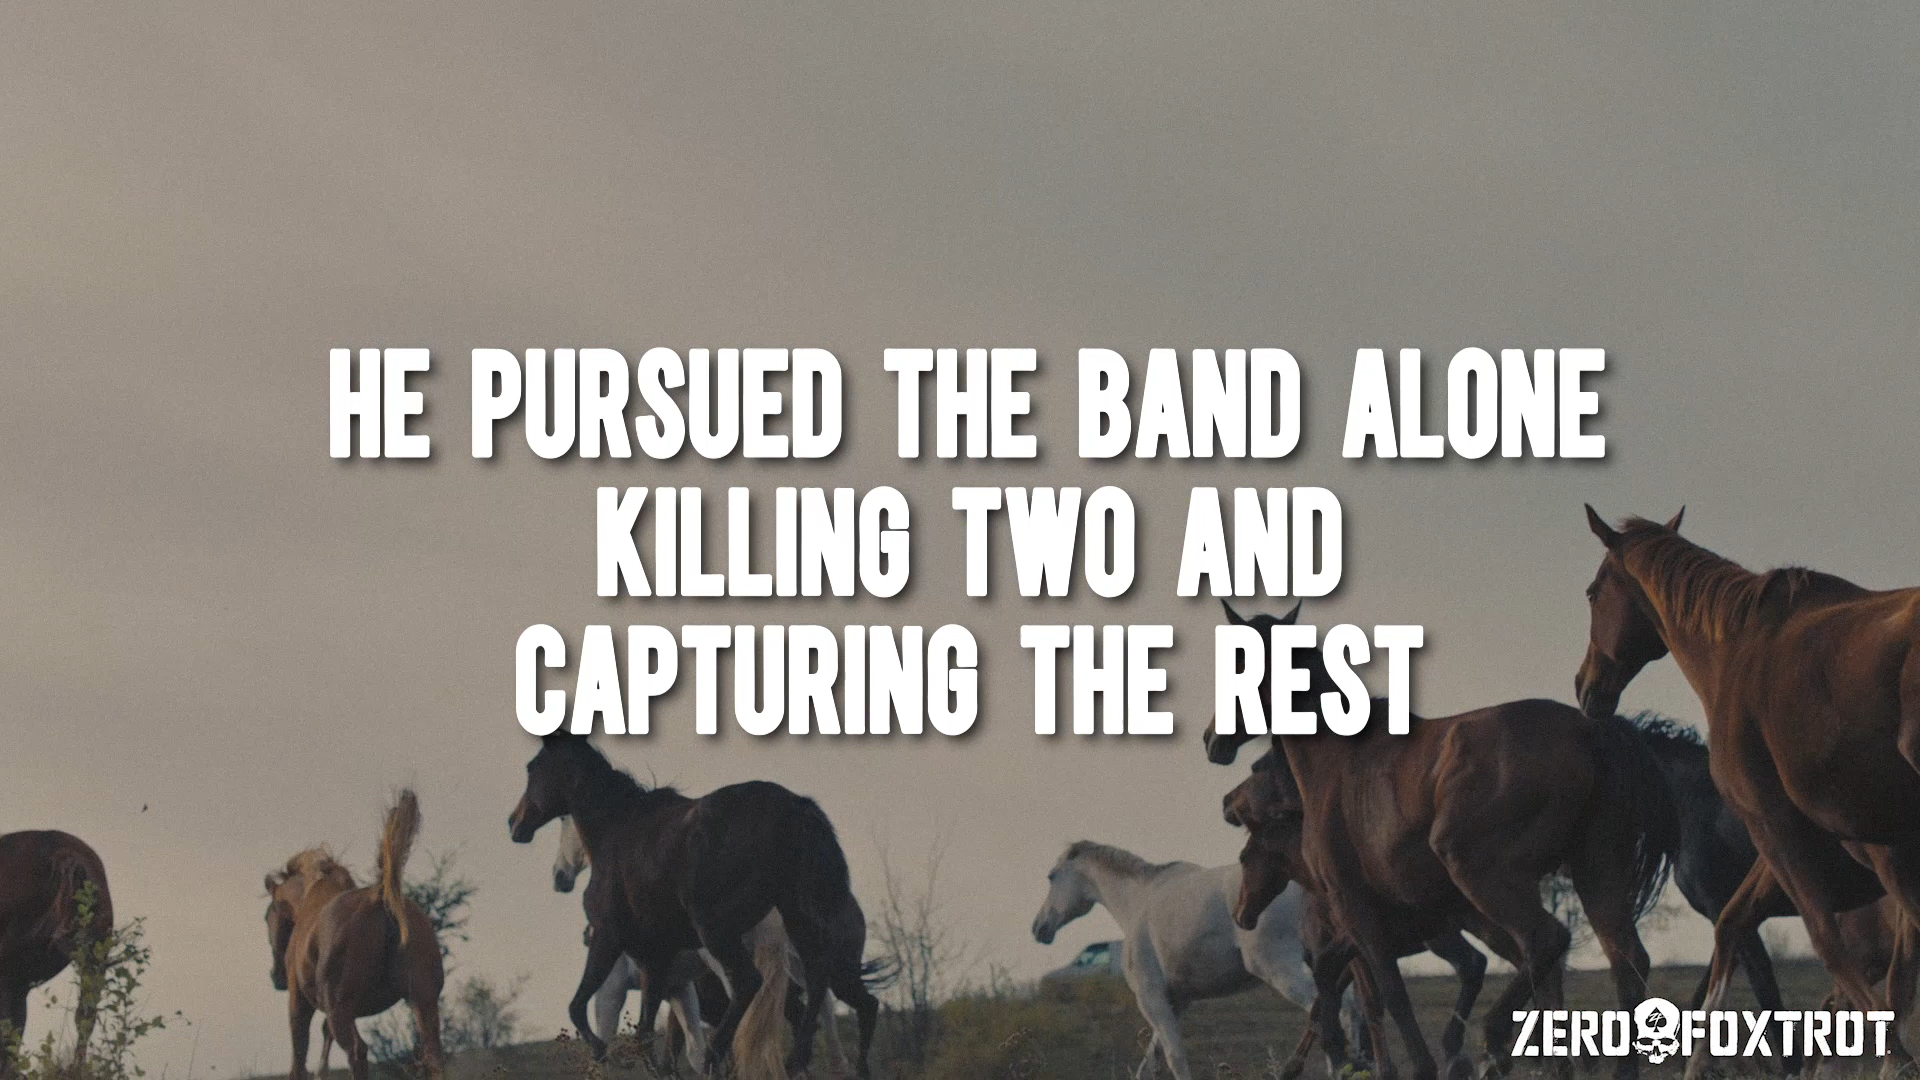 HE PURSUED THE BAND ALONE
KILLING TWO AND
CAPTURING THE REST
ZERO FOXTROT